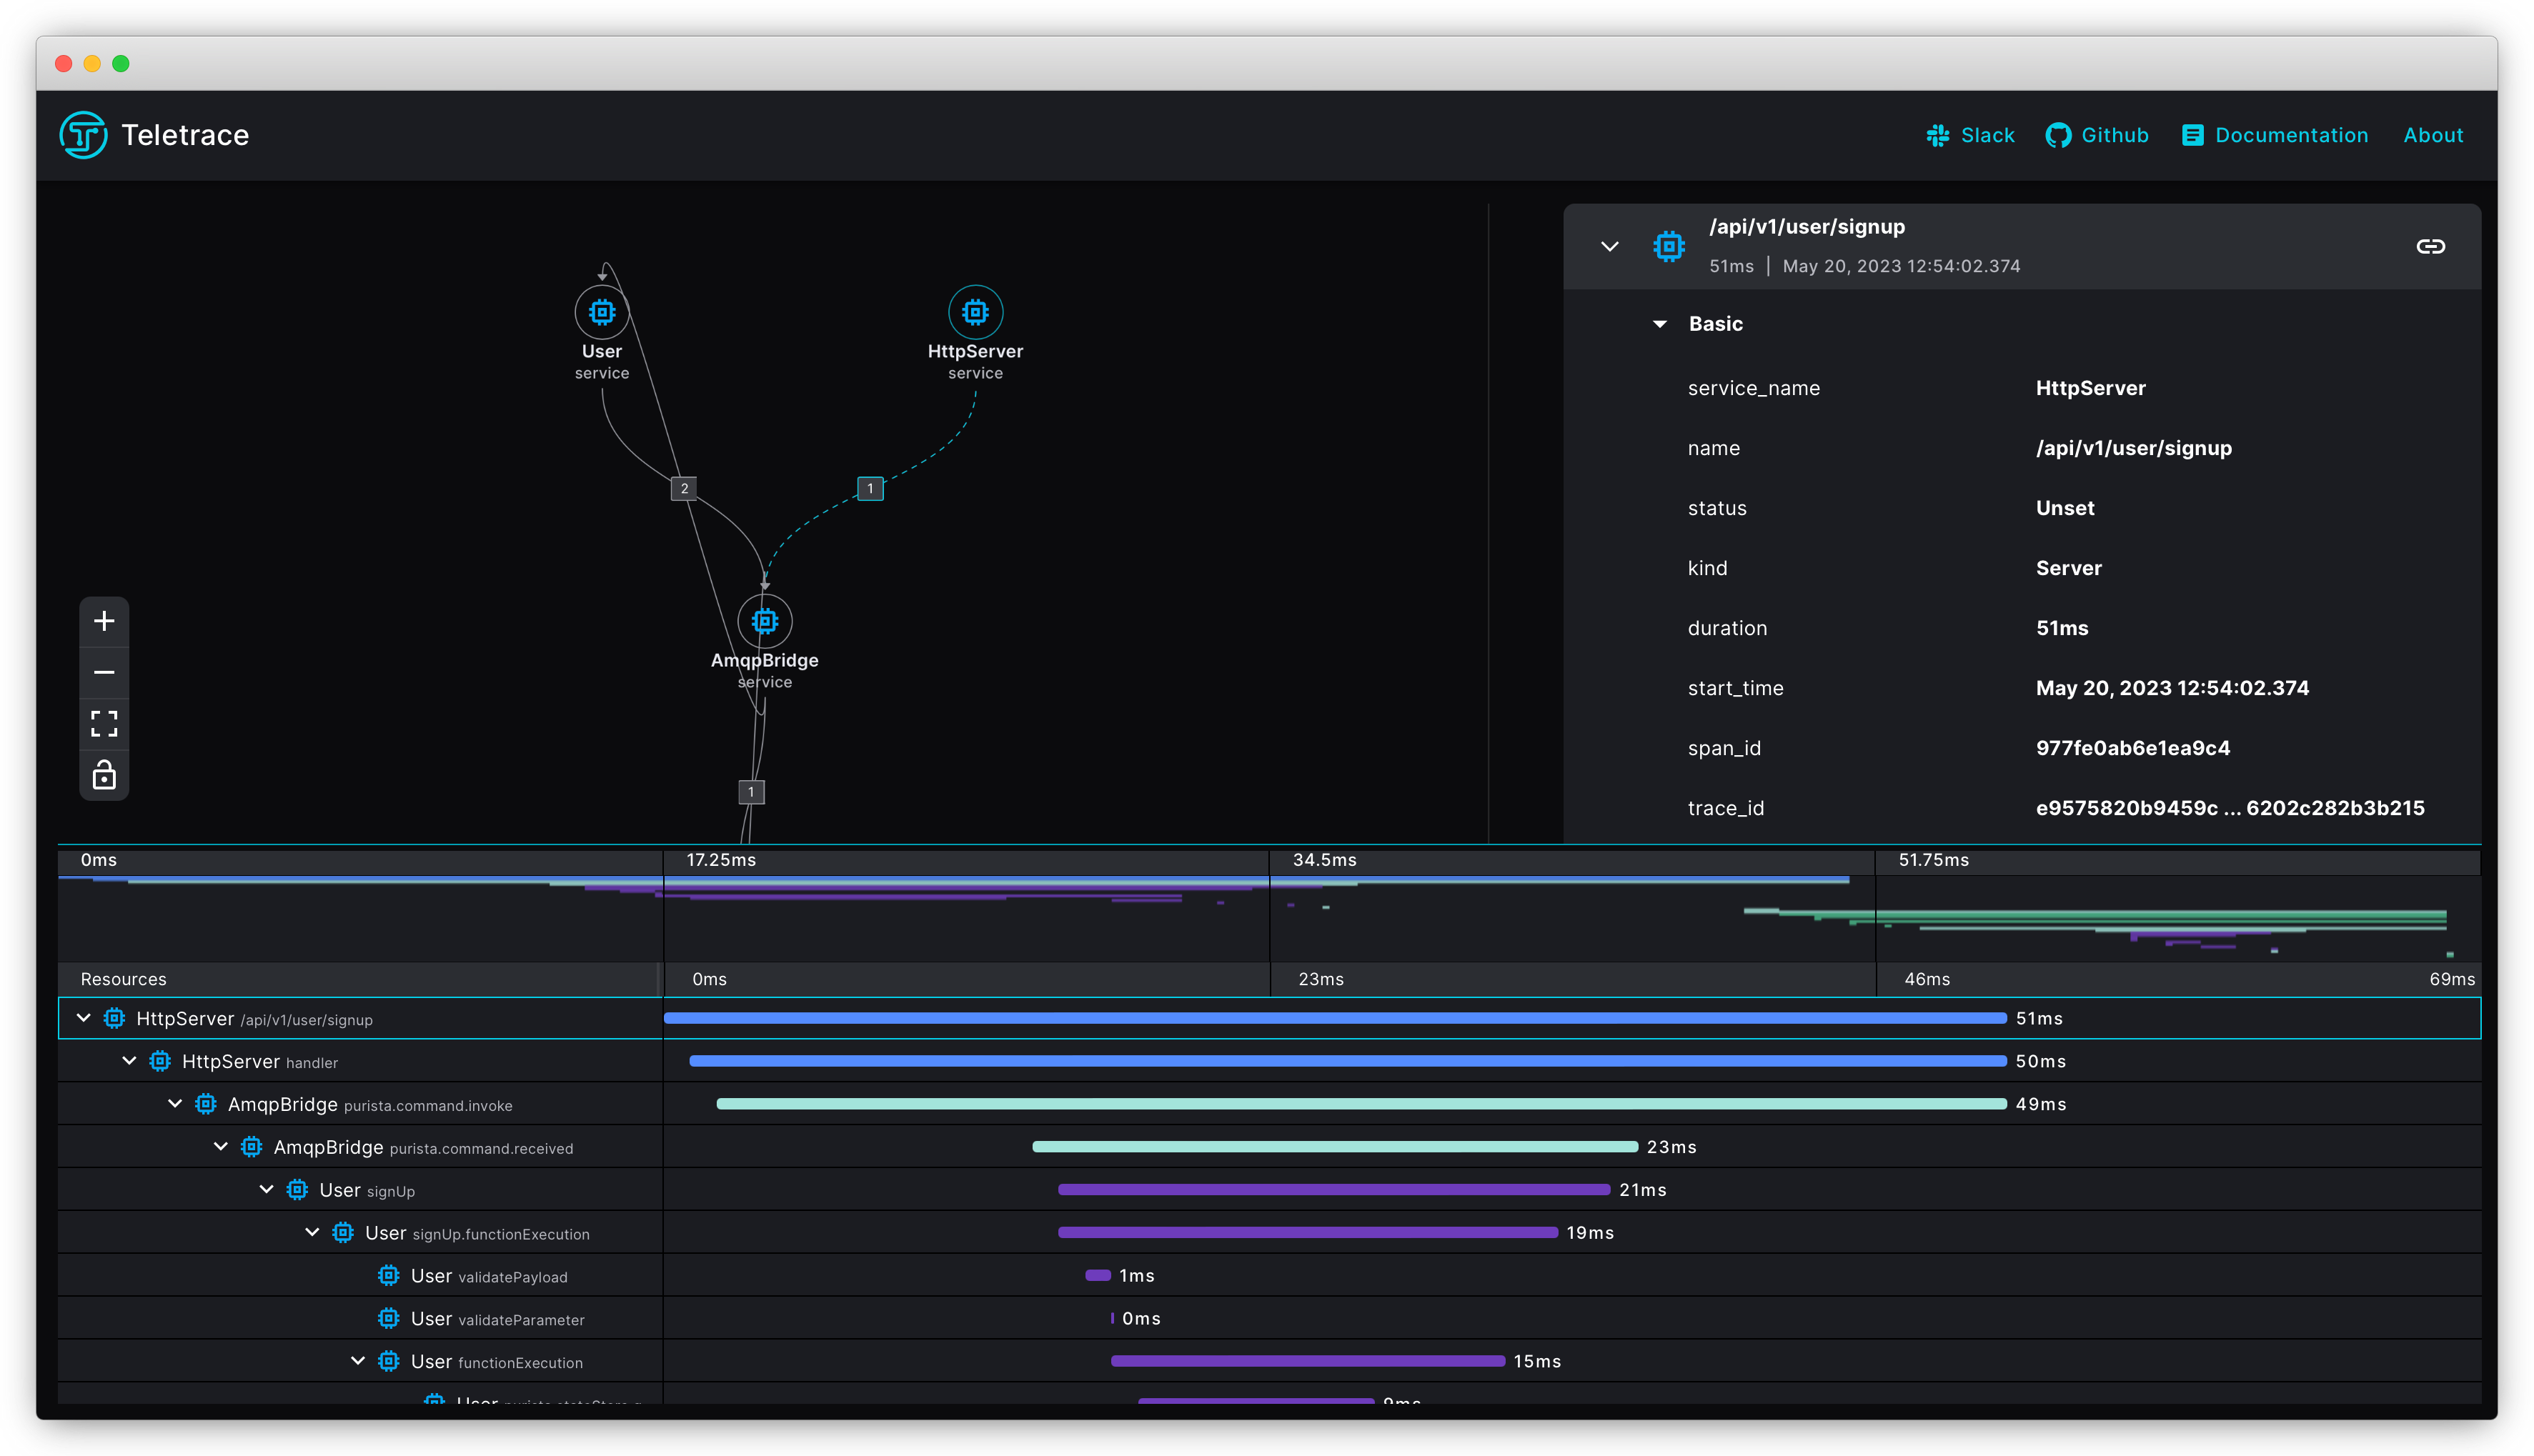 Teletrace
Slack Github Documentation About
User
service
HttpServer
service
2
1
AmqpBridge
service
1
/api/v1/user/signup
51ms | May 20, 2023 12:54:02.374
Basic
service_name HttpServer
name /api/v1/user/signup
status Unset
kind Server
duration 51ms
start_time May 20, 2023 12:54:02.374
span_id 977fe0ab6e1ea9c4
trace_id e9575820b9459c ... 6202c282b3b215
0ms 17.25ms 34.5ms 51.75ms
Resources 0ms 23ms 46ms 69ms
HttpServer /api/v1/user/signup 51ms
HttpServer handler 50ms
AmqpBridge purista.command.invoke 49ms
AmqpBridge purista.command.received 23ms
User signUp 21ms
User signUp.functionExecution 19ms
User validatePayload 1ms
User validateParameter 0ms
User functionExecution 15ms
User 9ms